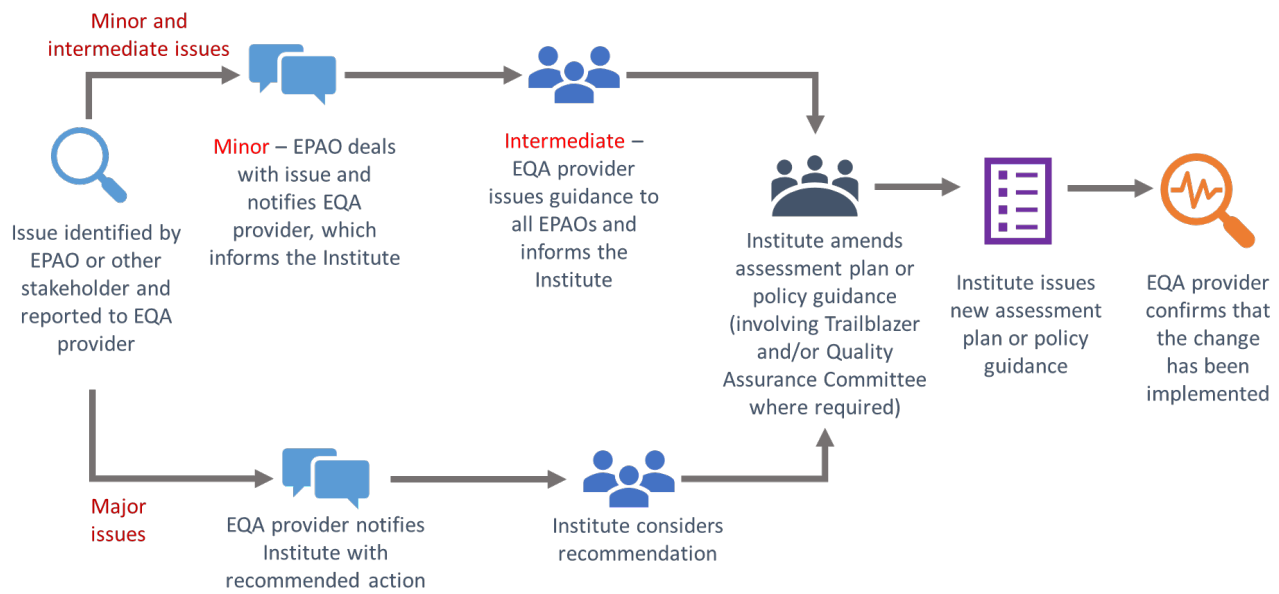 Minor and
intermediate issues
Issue identified by
EPAO or other
stakeholder and
reported to EQA
provider
Minor – EPAO deals
with issue and
notifies EQA
provider, which
informs the Institute
Intermediate –
EQA provider
issues guidance to
all EPAOs and
informs the
Institute
Institute amends
assessment plan or
policy guidance
(involving Trailblazer
and/or Quality
Assurance Committee
where required)
Institute issues
new assessment
plan or policy
guidance
EQA provider
confirms that
the change
has been
implemented
Major
issues
EQA provider notifies
Institute with
recommended action
Institute considers
recommendation